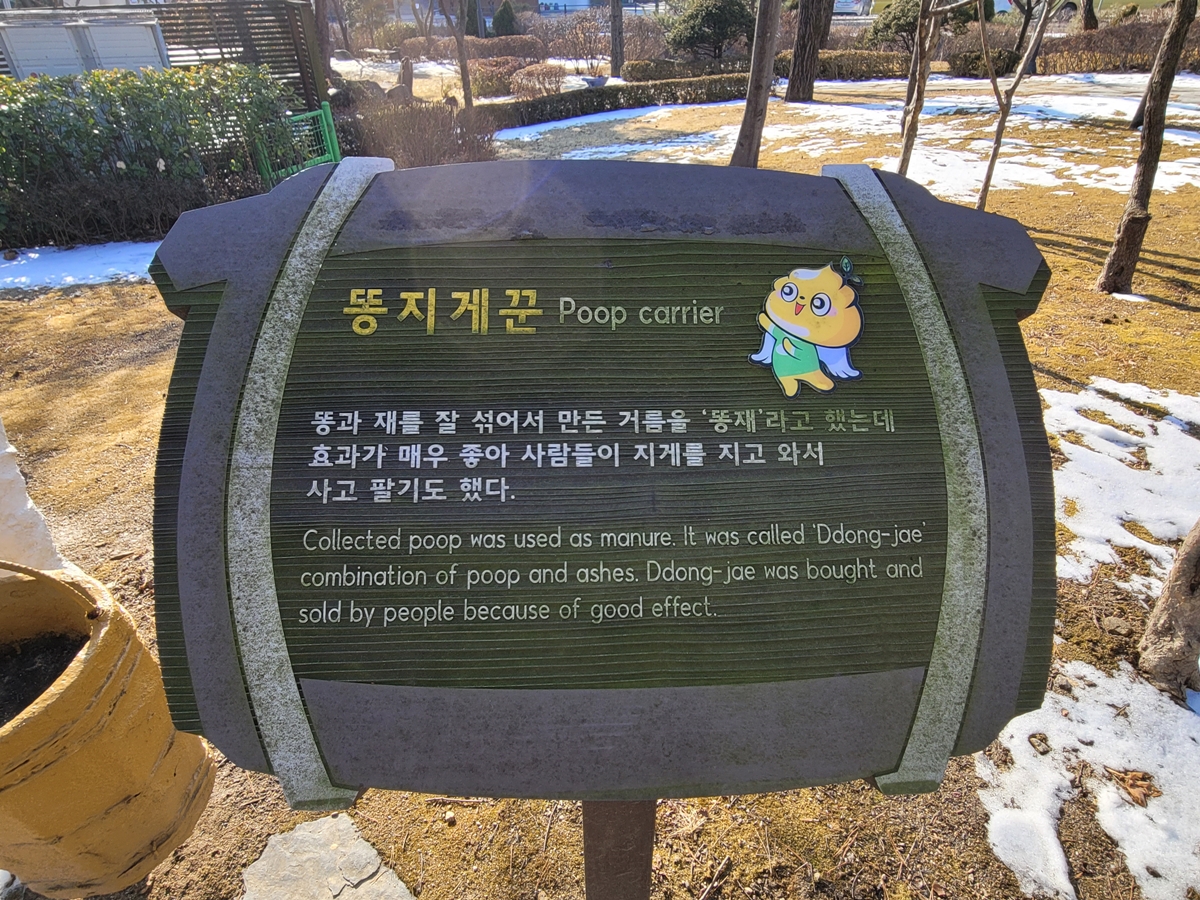 똥지게꾼 Poop carrier
똥과 재를 잘 섞어서 만든 거름을 ‘똥재’라고 했는데
효과가 매우 좋아 사람들이 지게를 지고 와서
사고 팔기도 했다.
Collected poop was used as manure. It was called ‘Ddong-jae’
combination of poop and ashes. Ddong-jae was bought and
sold by people because of good effect.